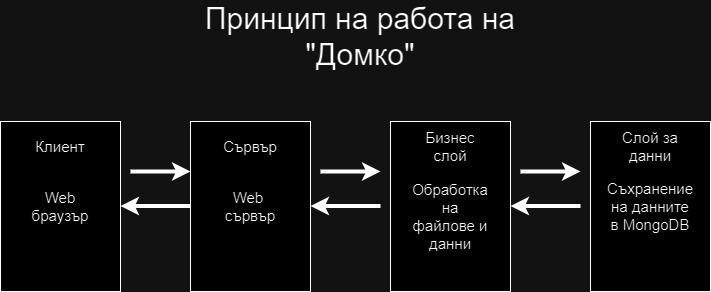 Принцип на работа на
"Домко"
Клиент
Web
браузър
Сървър
Web
сървър
Бизнес
слой
Обработка
на
файлове и
данни
Слой за
данни
Съхранение
на данните
в MongoDB